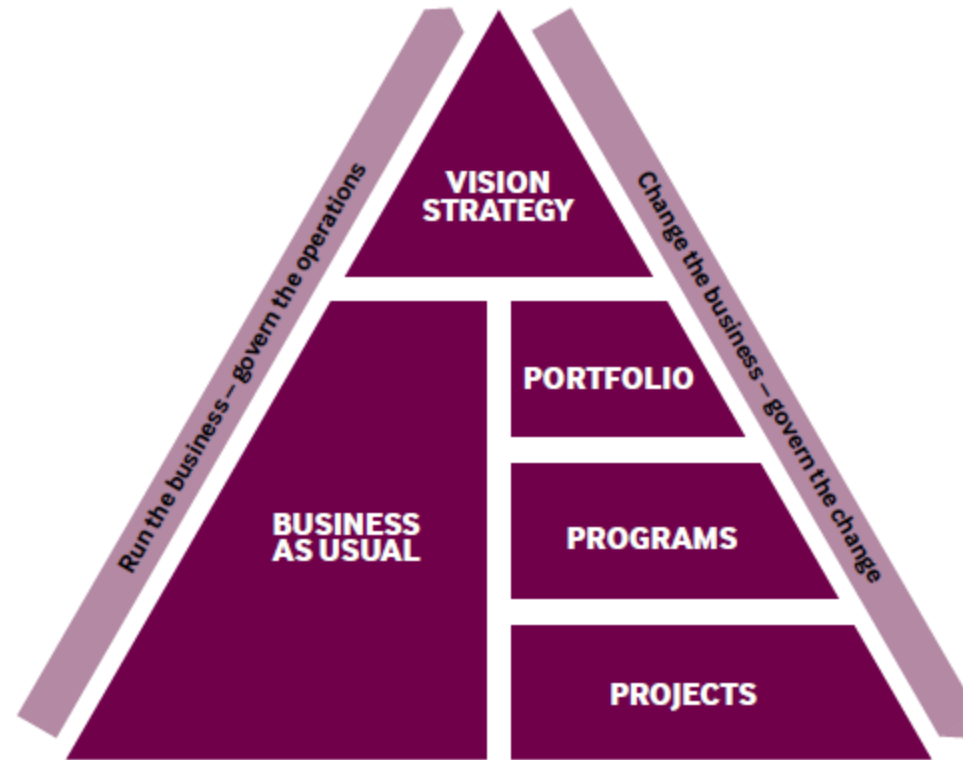 Run the business – govern the operations
Change the business – govern the change
VISION
STRATEGY
PORTFOLIO
BUSINESS
AS USUAL
PROGRAMS
PROJECTS